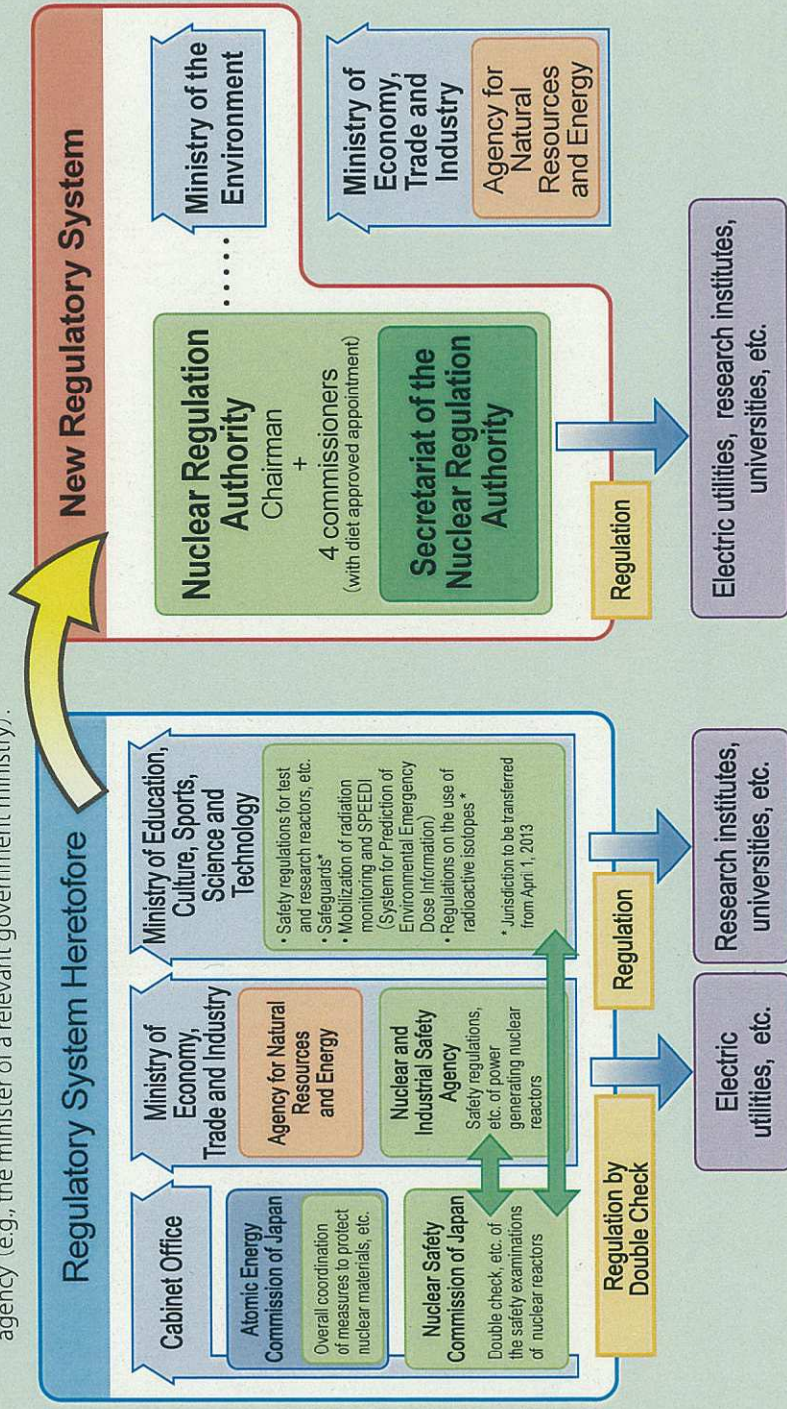 agency (e.g., the minister of a relevant government ministry).
Regulatory System Heretofore
Cabinet Office
Atomic Energy
Commission of Japan
Overall coordination
of measures to protect
nuclear materials, etc.
Nuclear Safety
Commission of Japan
Double check, etc. of
the safety examinations
of nuclear reactors
Ministry of
Economy,
Trade and Industry
Agency for Natural
Resources
and Energy
Nuclear and
Industrial Safety
Agency
Safety regulations,
etc. of power
generating nuclear
reactors
Ministry of Education,
Culture, Sports,
Science and
Technology
• Safety regulations for test
and research reactors, etc.
• Safeguards*
• Mobilization of radiation
monitoring and SPEEDI
(System for Prediction of
Environmental Emergency
Dose Information)
• Regulations on the use of
radioactive isotopes *
* Jurisdiction to be transferred
from April 1, 2013
Regulation by
Double Check
Regulation
Electric
utilities, etc.
Research institutes,
universities, etc.
New Regulatory System
Nuclear Regulation
Authority
Chairman
+
4 commissioners
(with diet approved appointment)
Secretariat of the
Nuclear Regulation
Authority
.....
Ministry of the
Environment
Ministry of
Economy,
Trade and
Industry
Agency for
Natural
Resources
and Energy
Regulation
Electric utilities, research institutes,
universities, etc.